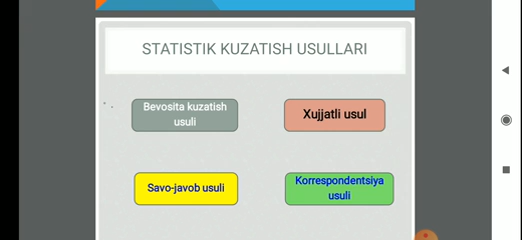 STATISTIK KUZATISH USULLARI
Bevosita kuzatish
usuli
Xujjatli usul
Savo-javob usuli
Korrespondentsiya
usuli